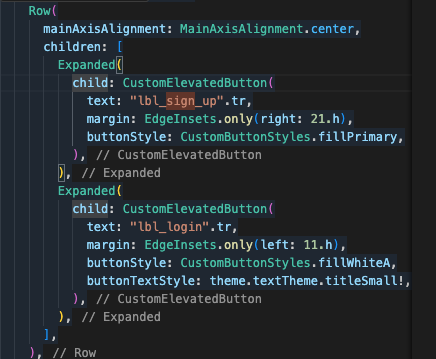 Row(
mainAxisAlignment: MainAxisAlignment.center,
children: [
Expanded(
child: CustomElevatedButton(
text: "lbl_sign_up".tr,
margin: EdgeInsets.only(right: 21.h),
buttonStyle: CustomButtonStyles.fillPrimary,
), // CustomElevatedButton
), // Expanded
Expanded(
child: CustomElevatedButton(
text: "lbl_login".tr,
margin: EdgeInsets.only(left: 11.h),
buttonStyle: CustomButtonStyles.fillWhiteA,
buttonTextStyle: theme.textTheme.titleSmall!,
), // CustomElevatedButton
), // Expanded
],
), // Row